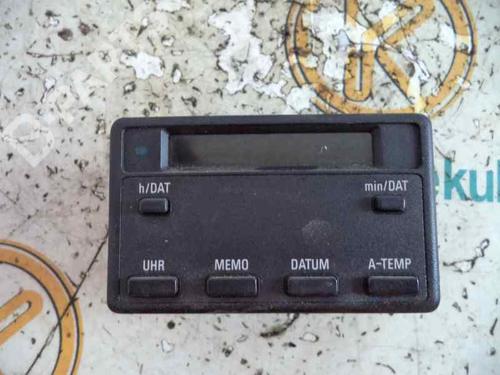 h/DAT min/DAT
UHR MEMO DATUM A-TEMP
ekul